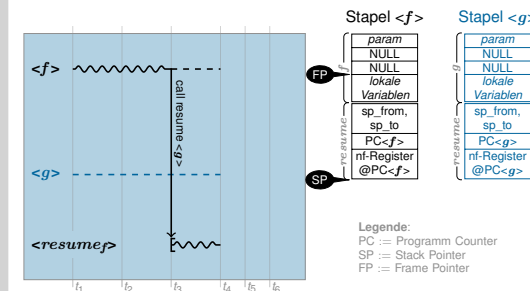 Stapel <f>
Stapel <g>
<f>
call resume <g>
<g>
<resume_f>
t1
t2
t3
t4
t5
t6
FP
SP
f
resume
param
NULL
NULL
lokale
Variablen
sp_from,
sp_to
PC<f>
nf-Register
@PC<f>
g
resume
param
NULL
NULL
lokale
Variablen
sp_from,
sp_to
PC<g>
nf-Register
@PC<g>
Legende:
PC := Programm Counter
SP := Stack Pointer
FP := Frame Pointer